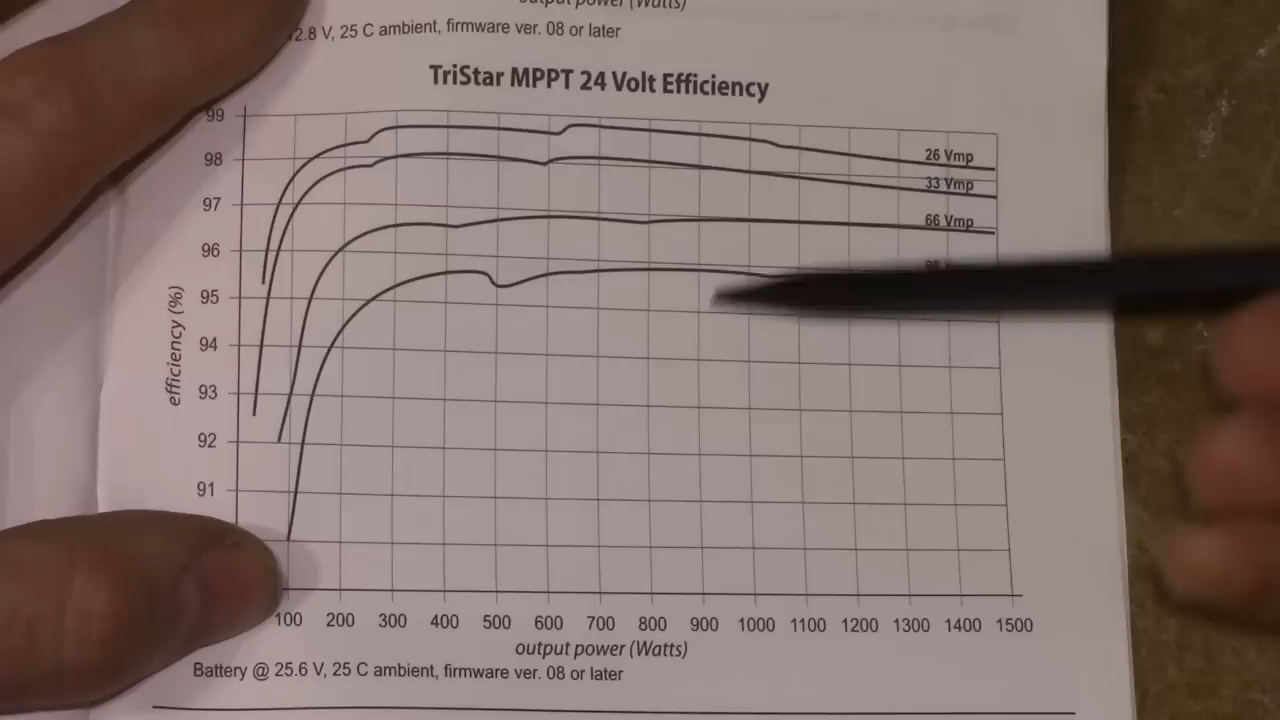 output power (Watts)
2.8 V, 25 C ambient, firmware ver. 08 or later
TriStar MPPT 24 Volt Efficiency
99
98
97
96
95
94
93
92
91
efficiency (%)
26 Vmp
33 Vmp
66 Vmp
100 200 300 400 500 600 700 800 900 1000 1100 1200 1300 1400 1500
output power (Watts)
Battery @ 25.6 V, 25 C ambient, firmware ver. 08 or later